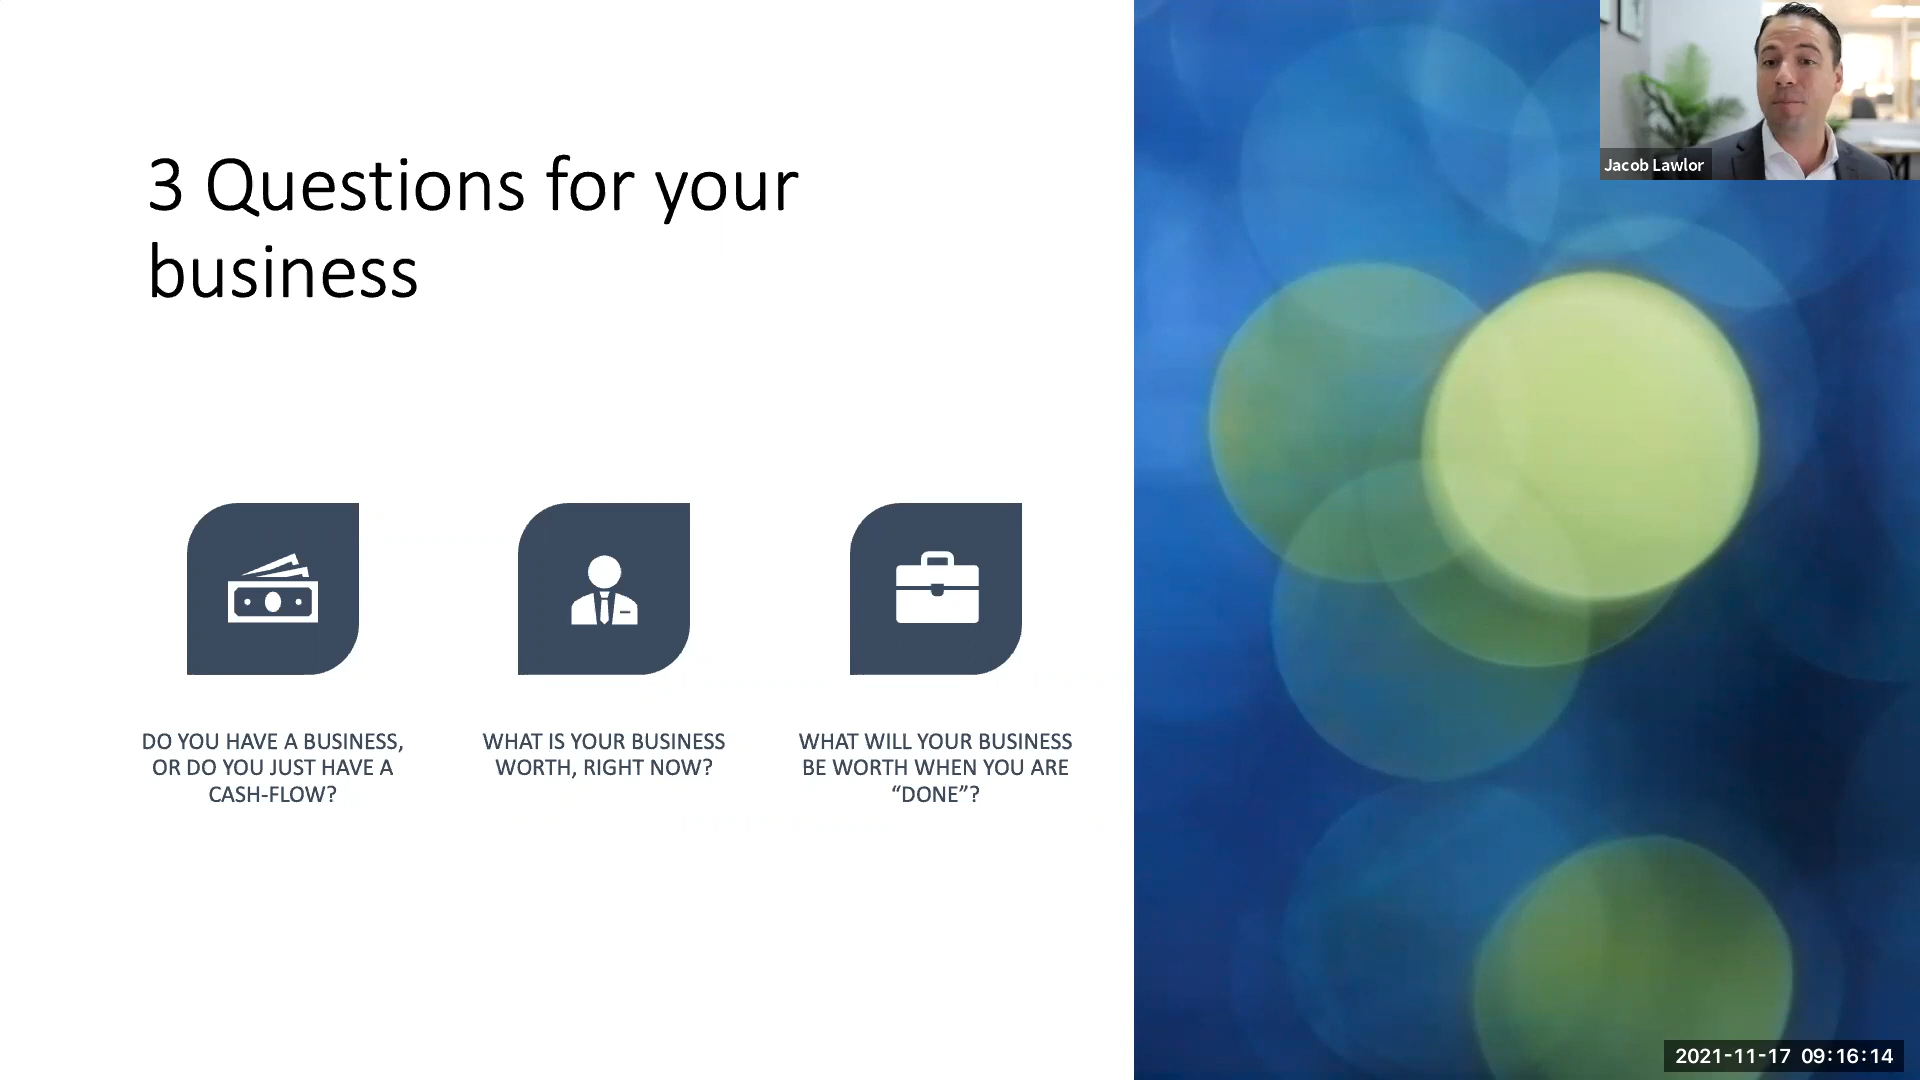 3 Questions for your
business
DO YOU HAVE A BUSINESS,
OR DO YOU JUST HAVE A
CASH-FLOW?
WHAT IS YOUR BUSINESS
WORTH, RIGHT NOW?
WHAT WILL YOUR BUSINESS
BE WORTH WHEN YOU ARE
“DONE”?
Jacob Lawlor
2021-11-17 09:16:14